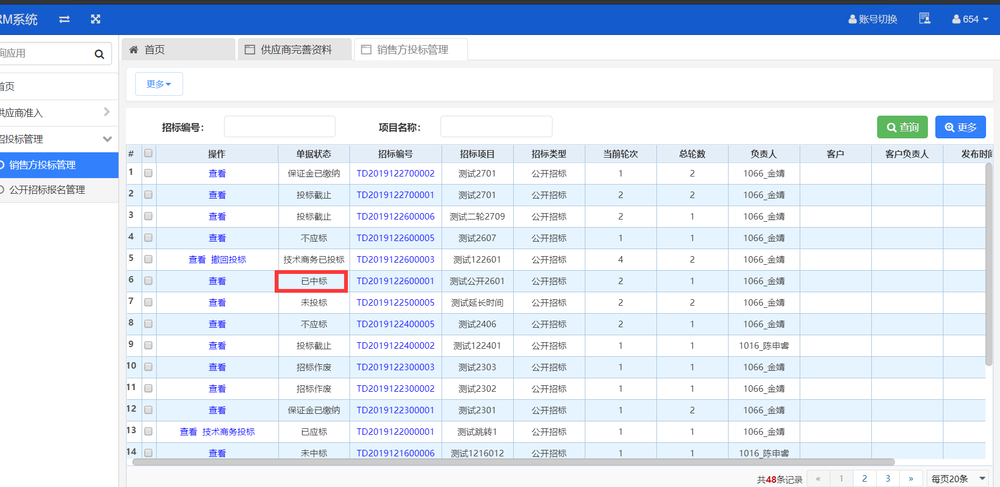 RM系统
账号切换
654
询应用
首页
供应商完善资料
销售方投标管理
首页
供应商准入
招投标管理
销售方投标管理
公开招标报名管理
更多
招标编号：
项目名称：
查询
更多
# 操作 单据状态 招标编号 招标项目 招标类型 当前轮次 总轮数 负责人 客户 客户负责人 发布时间
1 查看 保证金已缴纳 TD2019122700002 测试2701 公开招标 1 2 1066_金婧
2 查看 投标截止 TD2019122700001 测试2701 公开招标 2 2 1066_金婧
3 查看 投标截止 TD2019122600006 测试二轮2709 公开招标 2 1 1066_金婧
4 查看 不应标 TD2019122600005 测试2607 公开招标 1 1 1066_金婧
5 查看 撤回投标 技术商务已投标 TD2019122600003 测试122601 公开招标 4 2 1066_金婧
6 查看 已中标 TD2019122600001 测试公开2601 公开招标 2 1 1066_金婧
7 查看 未投标 TD2019122500005 测试延长时间 公开招标 2 2 1066_金婧
8 查看 不应标 TD2019122400005 测试2406 公开招标 2 1 1066_金婧
9 查看 投标截止 TD2019122400002 测试122401 公开招标 1 1 1016_陈申睿
10 查看 招标作废 TD2019122300003 测试2303 公开招标 1 1 1066_金婧
11 查看 招标作废 TD2019122300002 测试2302 公开招标 1 1 1066_金婧
12 查看 保证金已缴纳 TD2019122300001 测试2301 公开招标 1 2 1066_金婧
13 查看 技术商务投标 已应标 TD2019122000001 测试跳转1 公开招标 1 1 1066_金婧
14 查看 未中标 TD2019121600006 测试1216012 公开招标 1 1 1016_陈申睿
共48条记录 « 1 2 3 » 每页20条